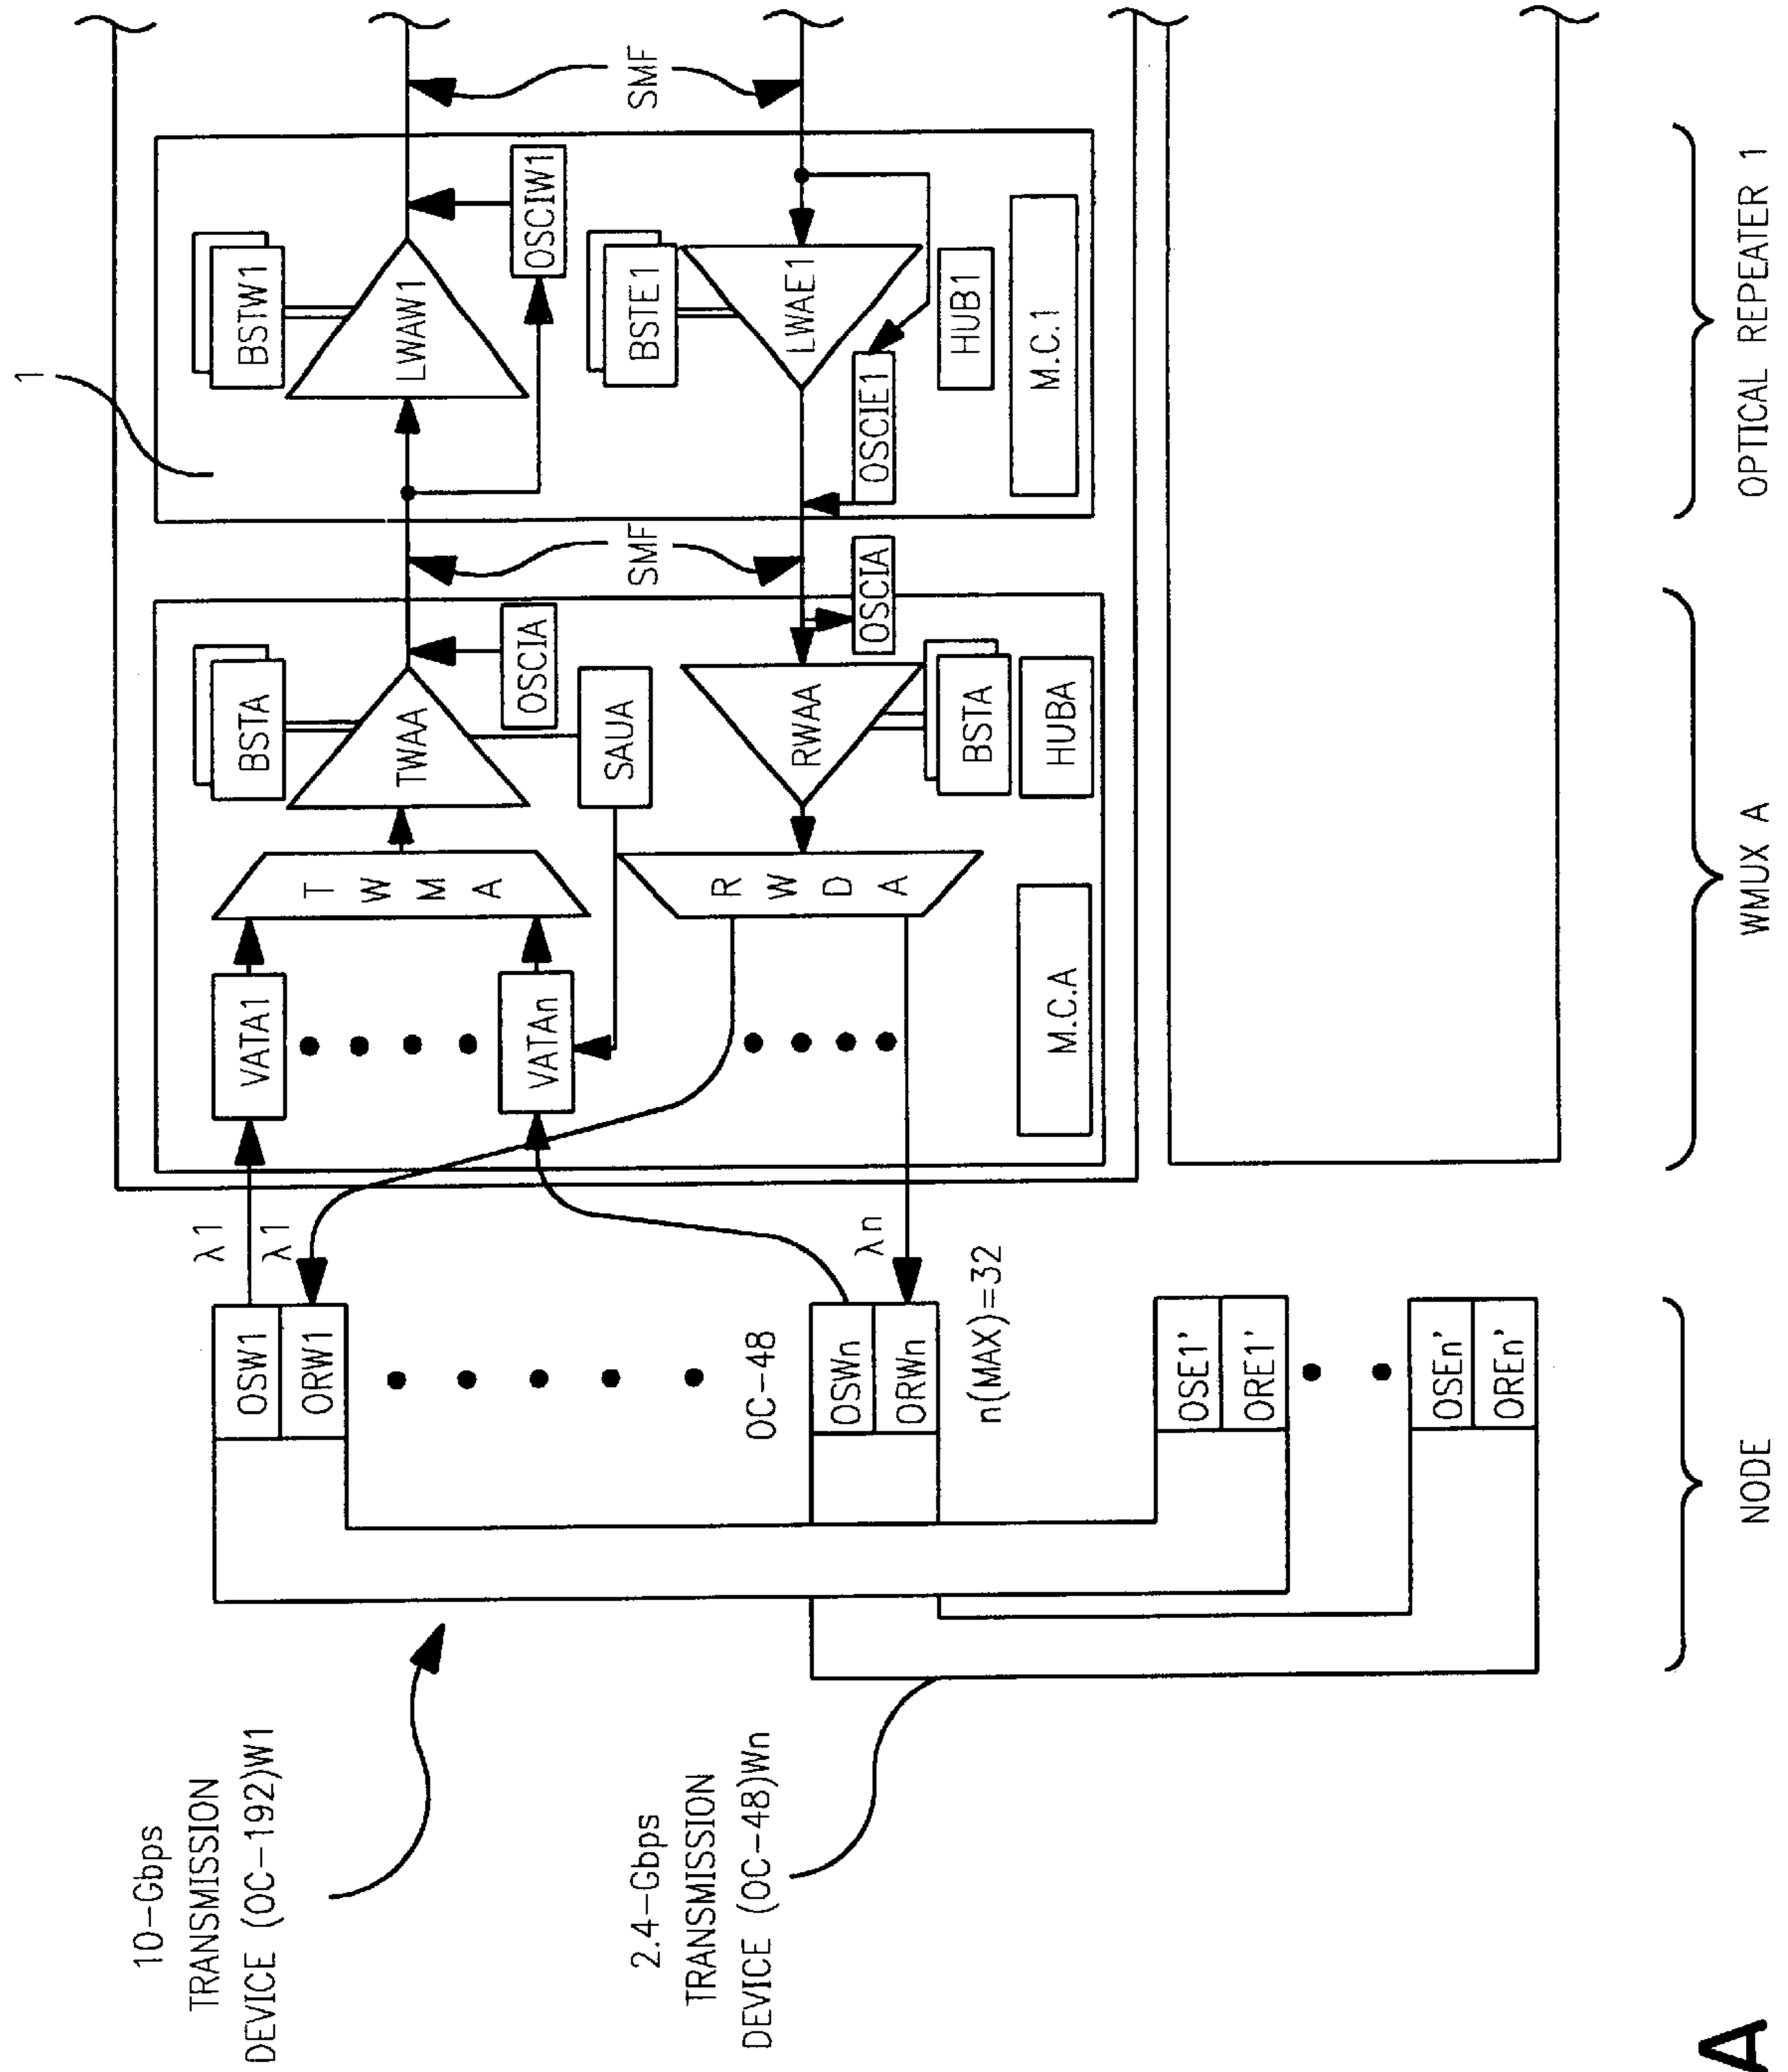 10-Gbps
TRANSMISSION
DEVICE (OC-192)W1
2.4-Gbps
TRANSMISSION
DEVICE (OC-48)Wn
OSW1
ORW1
λ1
λ1
OC-48
OSWn
ORWn
λn
n(MAX)=32
OSE1'
ORE1'
OSEn'
OREn'
NODE
VATA1
VATAn
TWMA
RWDA
BSTA
TWAA
OSCIA
SAUA
RWAA
OSCIA
BSTA
HUBA
M.C.A
WMUX A
SMF
1
BSTW1
LWAW1
OSCIW1
BSTE1
LWAE1
OSCIE1
HUB1
M.C.1
OPTICAL REPEATER 1
SMF
A